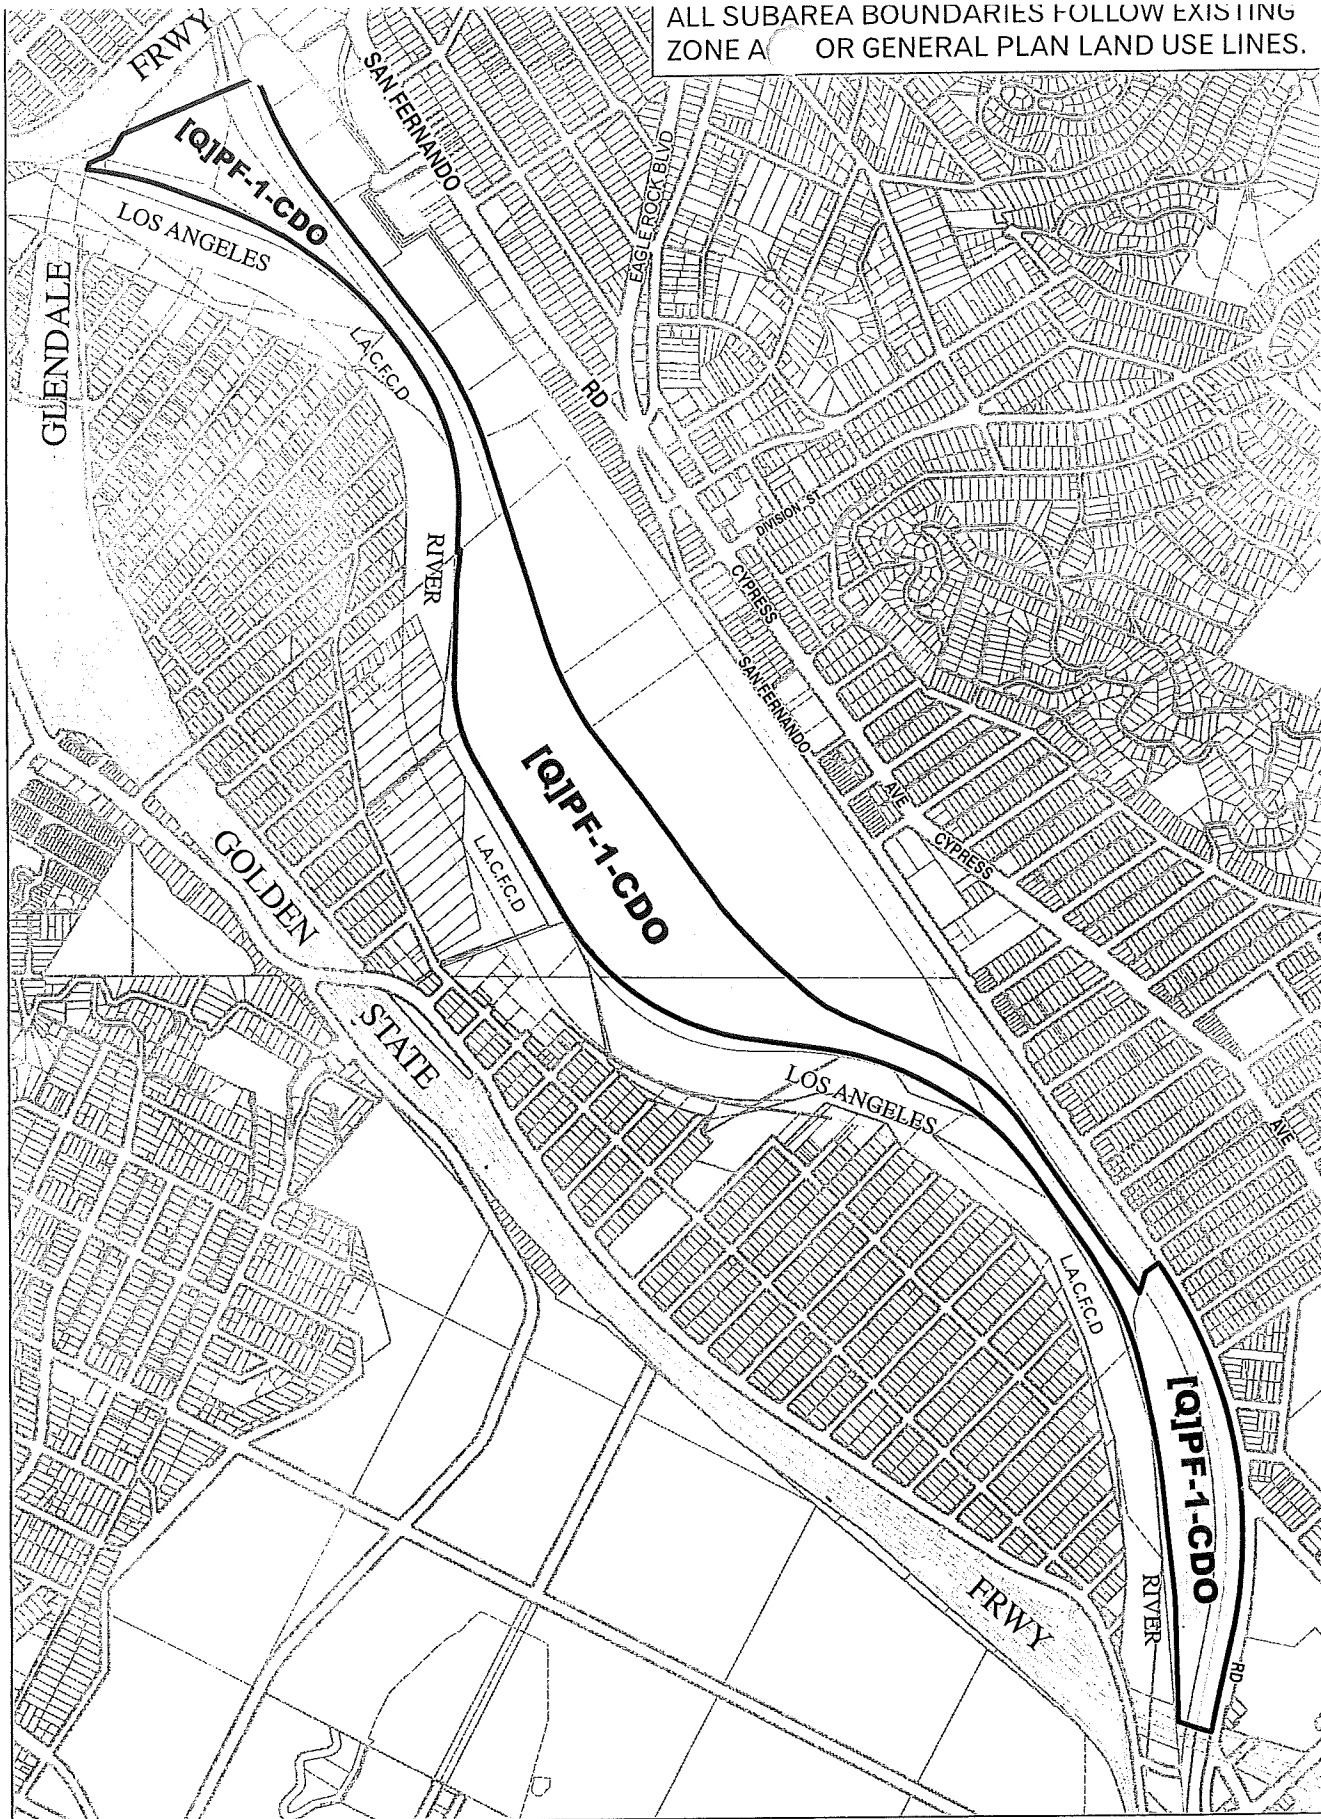 ALL SUBAREA BOUNDARIES FOLLOW EXISTING
ZONE A OR GENERAL PLAN LAND USE LINES.
FRWY
SAN FERNANDO
[Q]PF-1-CDO
EAGLE ROCK BLVD
LOS ANGELES
GLENDALE
L.A.C.F.C.D
RD
DIVISION ST
RIVER
CYPRESS
SAN FERNANDO
AVE
[Q]PF-1-CDO
CYPRESS
GOLDEN
L.A.C.F.C.D
STATE
LOS ANGELES
AVE
L.A.C.F.C.D
[Q]PF-1-CDO
FRWY
RIVER
RD